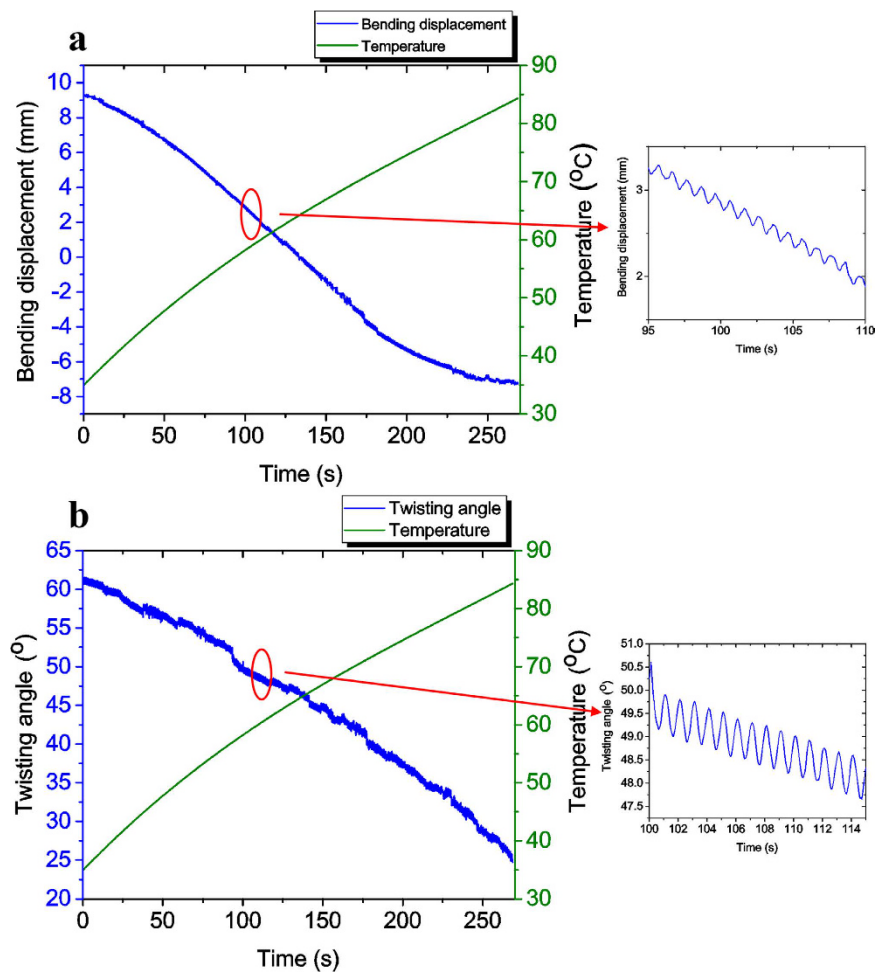 a
Bending displacement
Temperature
Bending displacement (mm)
10
8
6
4
2
0
-2
-4
-6
-8
90
80
70
60
50
40
30
Temperature (⁰C)
0 50 100 150 200 250
Time (s)
Bending displacement (mm)
3
2
95 100 105 110
Time (s)
b
Twisting angle
Temperature
Twisting angle (⁰)
65
60
55
50
45
40
35
30
25
20
90
80
70
60
50
40
30
Temperature (⁰C)
0 50 100 150 200 250
Time (s)
Twisting angle (⁰)
51.0
50.5
50.0
49.5
49.0
48.5
48.0
47.5
100 102 104 106 108 110 112 114
Time (s)